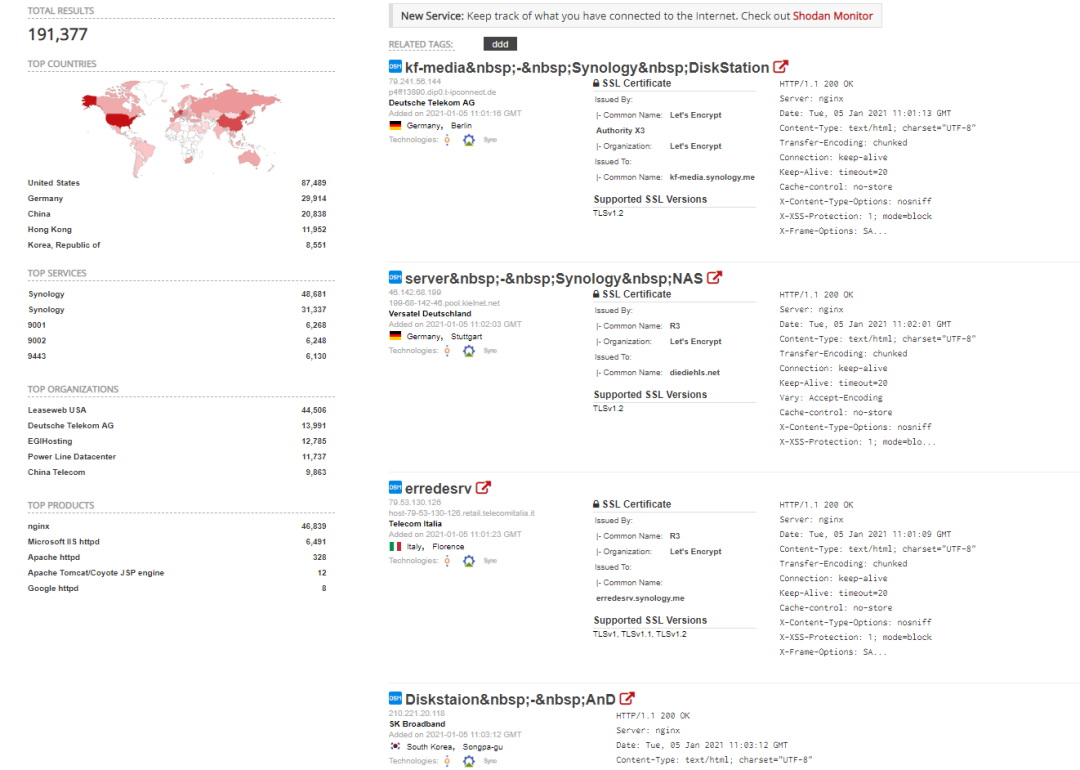 TOTAL RESULTS
191,377
TOP COUNTRIES
United States 87,489
Germany 29,914
China 20,838
Hong Kong 11,952
Korea, Republic of 8,551
TOP SERVICES
Synology 48,681
Synology 31,337
9001 6,268
9002 6,248
9443 6,130
TOP ORGANIZATIONS
Leaseweb USA 44,506
Deutsche Telekom AG 13,991
EGIHosting 12,785
Power Line Datacenter 11,737
China Telecom 9,863
TOP PRODUCTS
nginx 46,839
Microsoft IIS httpd 6,491
Apache httpd 328
Apache Tomcat/Coyote JSP engine 12
Google httpd 8
New Service: Keep track of what you have connected to the Internet. Check out Shodan Monitor
RELATED TAGS: ddd
DSM kf-media&nbsp;-&nbsp;Synology&nbsp;DiskStation
79.241.56.144
p4ff13890.dip0.t-ipconnect.de
Deutsche Telekom AG
Added on 2021-01-05 11:01:16 GMT
Germany, Berlin
Technologies: Sync
SSL Certificate
Issued By:
|- Common Name: Let's Encrypt
Authority X3
|- Organization: Let's Encrypt
Issued To:
|- Common Name: kf-media.synology.me
Supported SSL Versions
TLSv1.2
HTTP/1.1 200 OK
Server: nginx
Date: Tue, 05 Jan 2021 11:01:13 GMT
Content-Type: text/html; charset="UTF-8"
Transfer-Encoding: chunked
Connection: keep-alive
Keep-Alive: timeout=20
Cache-control: no-store
X-Content-Type-Options: nosniff
X-XSS-Protection: 1; mode=block
X-Frame-Options: SA...
DSM server&nbsp;-&nbsp;Synology&nbsp;NAS
46.142.68.199
199-68-142-46.pool.kielnet.net
Versatel Deutschland
Added on 2021-01-05 11:02:03 GMT
Germany, Stuttgart
Technologies: Sync
SSL Certificate
Issued By:
|- Common Name: R3
|- Organization: Let's Encrypt
Issued To:
|- Common Name: diediehls.net
Supported SSL Versions
TLSv1.2
HTTP/1.1 200 OK
Server: nginx
Date: Tue, 05 Jan 2021 11:02:01 GMT
Content-Type: text/html; charset="UTF-8"
Transfer-Encoding: chunked
Connection: keep-alive
Keep-Alive: timeout=20
Vary: Accept-Encoding
Cache-control: no-store
X-Content-Type-Options: nosniff
X-XSS-Protection: 1; mode=blo...
DSM erredesrv
79.53.130.126
host-79-53-130-126.retail.telecomitalia.it
Telecom Italia
Added on 2021-01-05 11:01:23 GMT
Italy, Florence
Technologies: Sync
SSL Certificate
Issued By:
|- Common Name: R3
|- Organization: Let's Encrypt
Issued To:
|- Common Name:
erredesrv.synology.me
Supported SSL Versions
TLSv1, TLSv1.1, TLSv1.2
HTTP/1.1 200 OK
Server: nginx
Date: Tue, 05 Jan 2021 11:01:09 GMT
Content-Type: text/html; charset="UTF-8"
Transfer-Encoding: chunked
Connection: keep-alive
Keep-Alive: timeout=20
Cache-control: no-store
X-Content-Type-Options: nosniff
X-XSS-Protection: 1; mode=block
X-Frame-Options: SA...
DSM Diskstaion&nbsp;-&nbsp;AnD
210.221.20.118
SK Broadband
Added on 2021-01-05 11:03:12 GMT
South Korea, Songpa-gu
Technologies: Sync
HTTP/1.1 200 OK
Server: nginx
Date: Tue, 05 Jan 2021 11:03:12 GMT
Content-Type: text/html; charset="UTF-8"